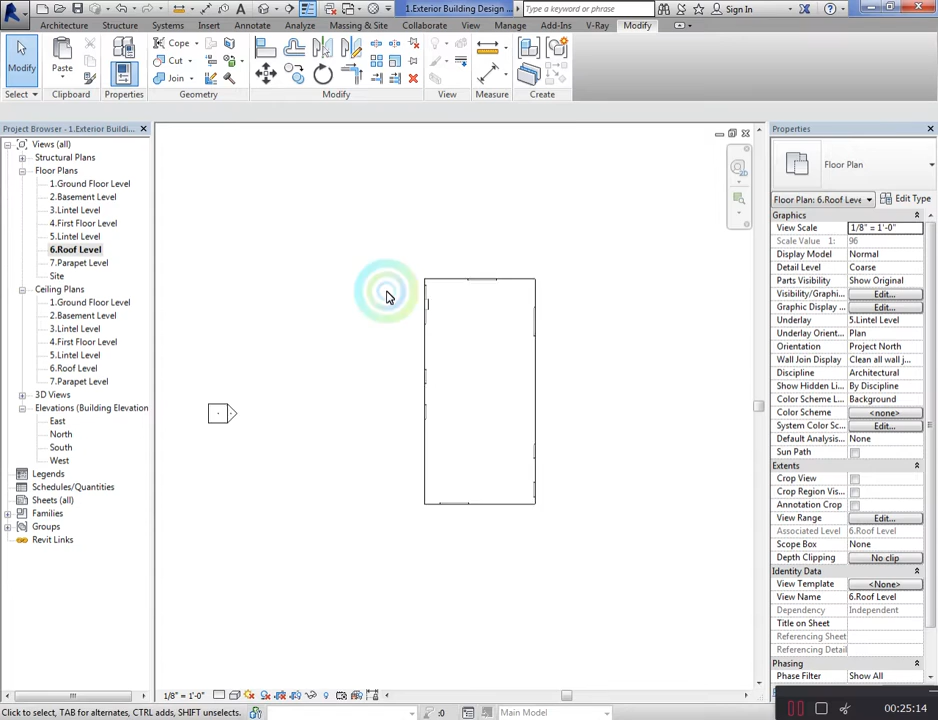 1.Exterior Building Design ...
Type a keyword or phrase
Sign In
Architecture Structure Systems Insert Annotate Analyze Massing & Site Collaborate View Manage Add-Ins V-Ray Modify
Modify
Paste
Cope
Cut
Join
Select Clipboard Properties Geometry Modify View Measure Create
Project Browser - 1.Exterior Buildi...
Views (all)
Structural Plans
Floor Plans
1.Ground Floor Level
2.Basement Level
3.Lintel Level
4.First Floor Level
5.Lintel Level
6.Roof Level
7.Parapet Level
Site
Ceiling Plans
1.Ground Floor Level
2.Basement Level
3.Lintel Level
4.First Floor Level
5.Lintel Level
6.Roof Level
7.Parapet Level
3D Views
Elevations (Building Elevation
East
North
South
West
Legends
Schedules/Quantities
Sheets (all)
Families
Groups
Revit Links
Properties
Floor Plan
Floor Plan: 6.Roof Leve Edit Type
Graphics
View Scale 1/8" = 1'-0"
Scale Value 1: 96
Display Model Normal
Detail Level Coarse
Parts Visibility Show Original
Visibility/Graphi... Edit...
Graphic Display ... Edit...
Underlay 5.Lintel Level
Underlay Orient... Plan
Orientation Project North
Wall Join Display Clean all wall j...
Discipline Architectural
Show Hidden Li... By Discipline
Color Scheme L... Background
Color Scheme <none>
System Color Sc... Edit...
Default Analysis... None
Sun Path
Extents
Crop View
Crop Region Vis...
Annotation Crop
View Range Edit...
Associated Level 6.Roof Level
Scope Box None
Depth Clipping No clip
Identity Data
View Template <None>
View Name 6.Roof Level
Dependency Independent
Title on Sheet
Referencing Sheet
Referencing Detail
Phasing
Phase Filter Show All
1/8" = 1'-0"
Click to select, TAB for alternates, CTRL adds, SHIFT unselects.
:0
Main Model
00:25:14